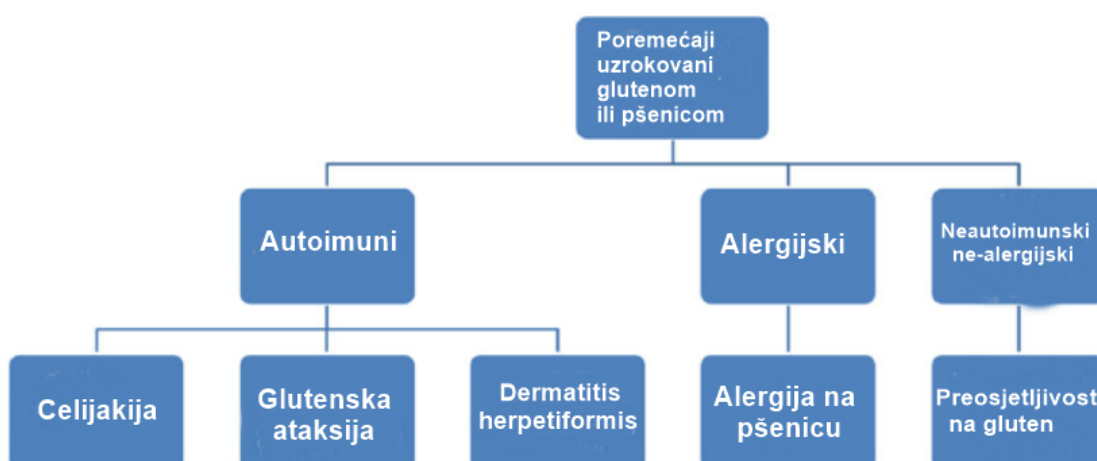 Poremećaji
uzrokovani
glutenom
ili pšenicom
Autoimuni
Alergijski
Neautoimunski
ne-alergijski
Celijakija
Glutenska
ataksija
Dermatitis
herpetiformis
Alergija na
pšenicu
Preosjetljivost
na gluten